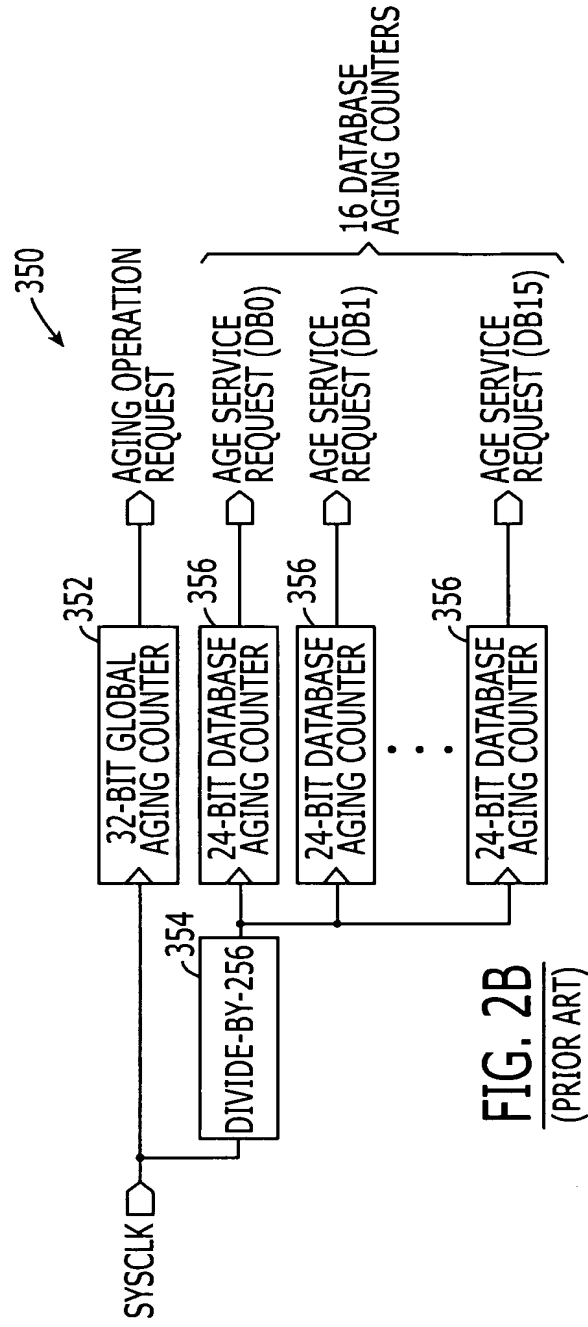 350
SYSCLK
352
32-BIT GLOBAL
AGING COUNTER
AGING OPERATION
REQUEST
354
DIVIDE-BY-256
356
24-BIT DATABASE
AGING COUNTER
AGE SERVICE
REQUEST (DB0)
356
24-BIT DATABASE
AGING COUNTER
AGE SERVICE
REQUEST (DB1)
356
24-BIT DATABASE
AGING COUNTER
AGE SERVICE
REQUEST (DB15)
16 DATABASE
AGING COUNTERS
FIG. 2B
(PRIOR ART)